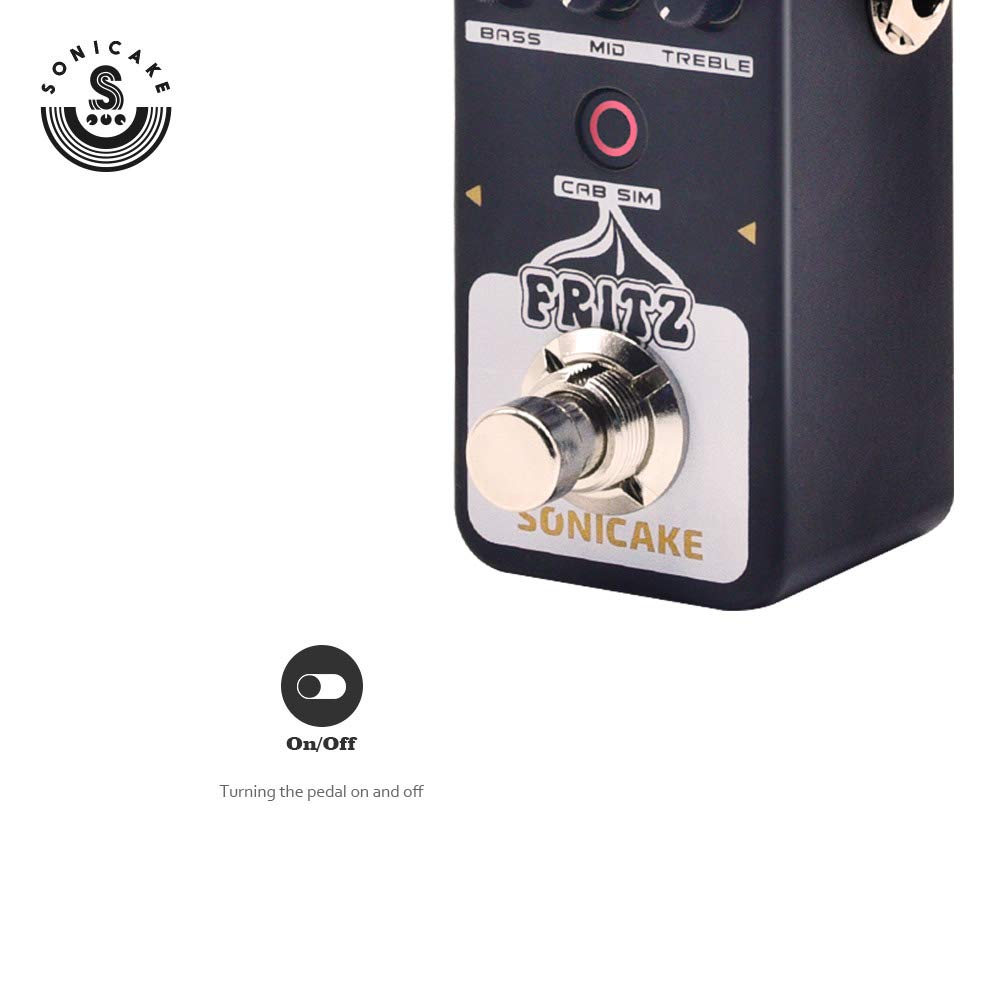 SONICAKE
S
BASS MID TREBLE
CAB SIM
FRITZ
SONICAKE
On/Off
Turning the pedal on and off